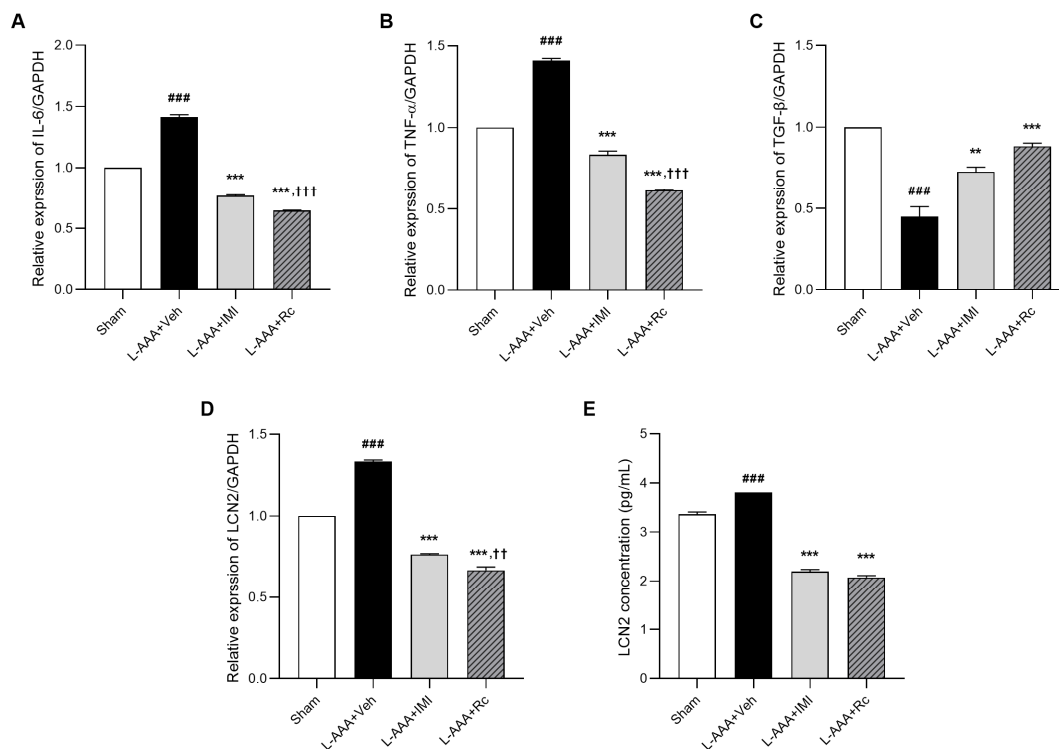 A
Relative exprssion of IL-6/GAPDH
2.0
1.5
1.0
0.5
0.0
###
***
***,†††
Sham
L-AAA+Veh
L-AAA+IMI
L-AAA+Rc
B
Relative exprssion of TNF-α/GAPDH
1.5
1.0
0.5
0.0
###
***
***,†††
Sham
L-AAA+Veh
L-AAA+IMI
L-AAA+Rc
C
Relative exprssion of TGF-β/GAPDH
1.5
1.0
0.5
0.0
###
**
***
Sham
L-AAA+Veh
L-AAA+IMI
L-AAA+Rc
D
Relative exprssion of LCN2/GAPDH
1.5
1.0
0.5
0.0
###
***
***,††
Sham
L-AAA+Veh
L-AAA+IMI
L-AAA+Rc
E
LCN2 concentration (pg/mL)
5
4
3
2
1
0
###
***
***
Sham
L-AAA+Veh
L-AAA+IMI
L-AAA+Rc